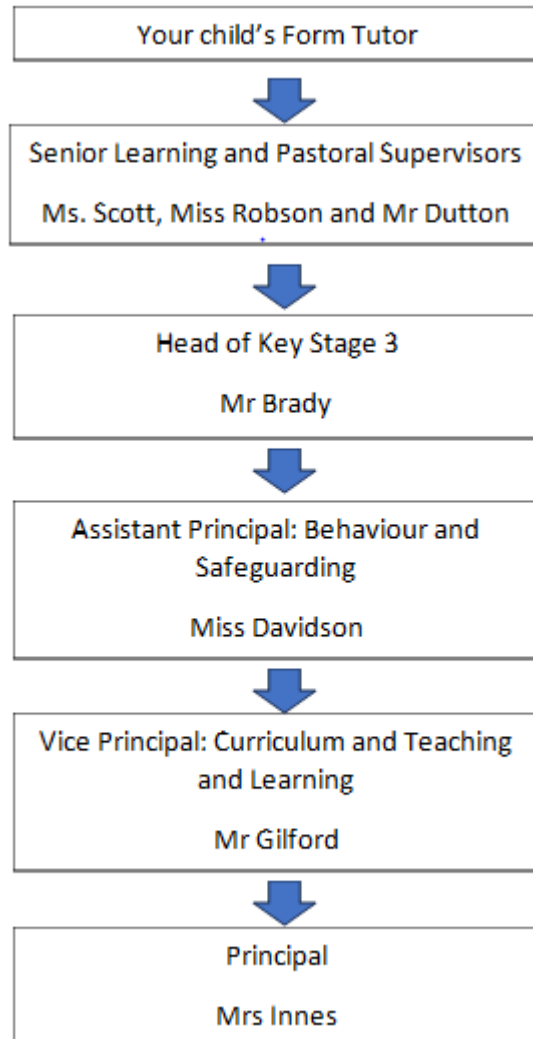 Your child's Form Tutor
Senior Learning and Pastoral Supervisors
Ms. Scott, Miss Robson and Mr Dutton
Head of Key Stage 3
Mr Brady
Assistant Principal: Behaviour and
Safeguarding
Miss Davidson
Vice Principal: Curriculum and Teaching
and Learning
Mr Gilford
Principal
Mrs Innes